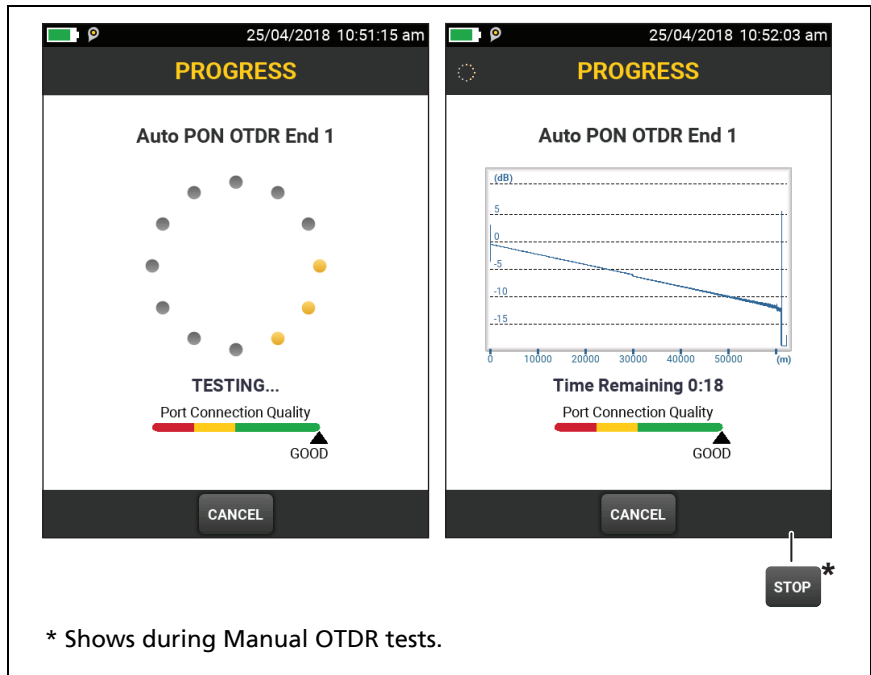 25/04/2018 10:51:15 am
PROGRESS
Auto PON OTDR End 1
TESTING...
Port Connection Quality
GOOD
CANCEL
25/04/2018 10:52:03 am
PROGRESS
Auto PON OTDR End 1
(dB)
5
0
-5
-10
-15
0 10000 20000 30000 40000 50000 (m)
Time Remaining 0:18
Port Connection Quality
GOOD
CANCEL
STOP *
* Shows during Manual OTDR tests.